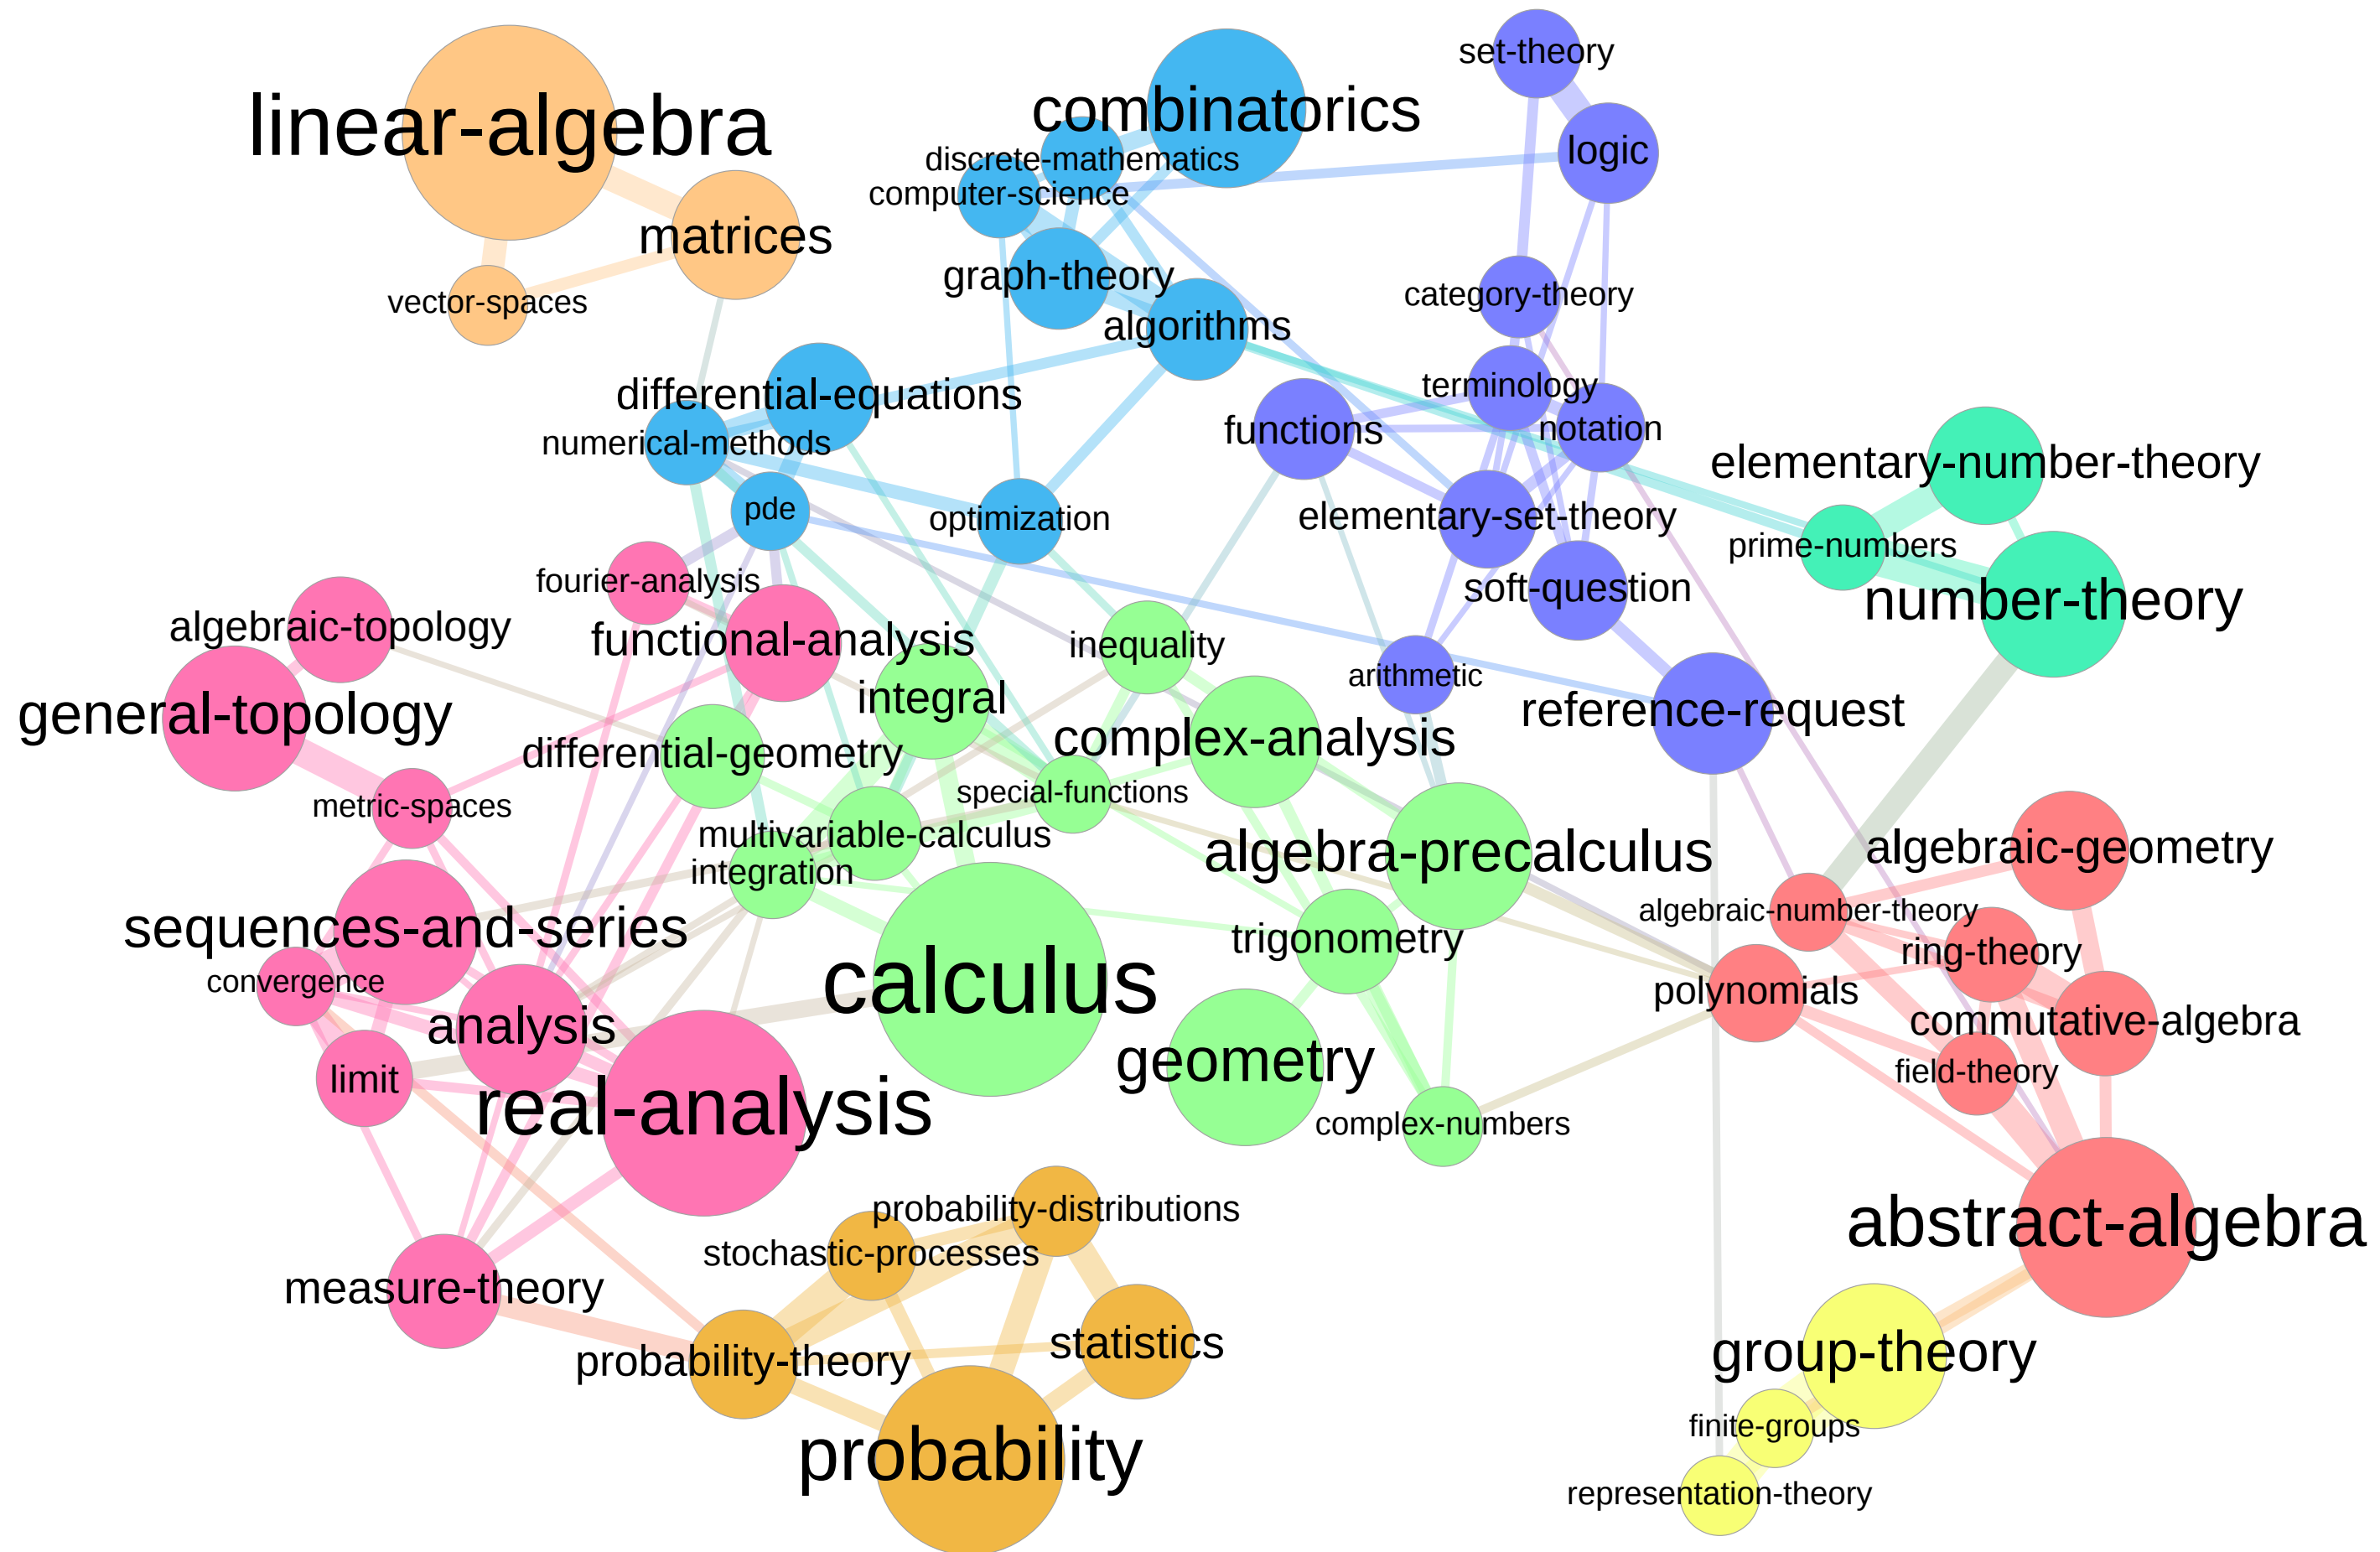 set-theory
linear-algebra
combinatorics
logic
discrete-mathematics
computer-science
matrices
graph-theory
category-theory
vector-spaces
algorithms
terminology
differential-equations
functions
notation
numerical-methods
elementary-number-theory
pde
optimization
elementary-set-theory
prime-numbers
fourier-analysis
soft-question
number-theory
algebraic-topology
functional-analysis
inequality
arithmetic
integral
general-topology
reference-request
complex-analysis
differential-geometry
special-functions
metric-spaces
multivariable-calculus
algebra-precalculus
algebraic-geometry
integration
sequences-and-series
algebraic-number-theory
trigonometry
ring-theory
convergence
calculus
polynomials
analysis
commutative-algebra
geometry
field-theory
limit
real-analysis
complex-numbers
probability-distributions
abstract-algebra
stochastic-processes
measure-theory
statistics
group-theory
probability-theory
finite-groups
probability
representation-theory